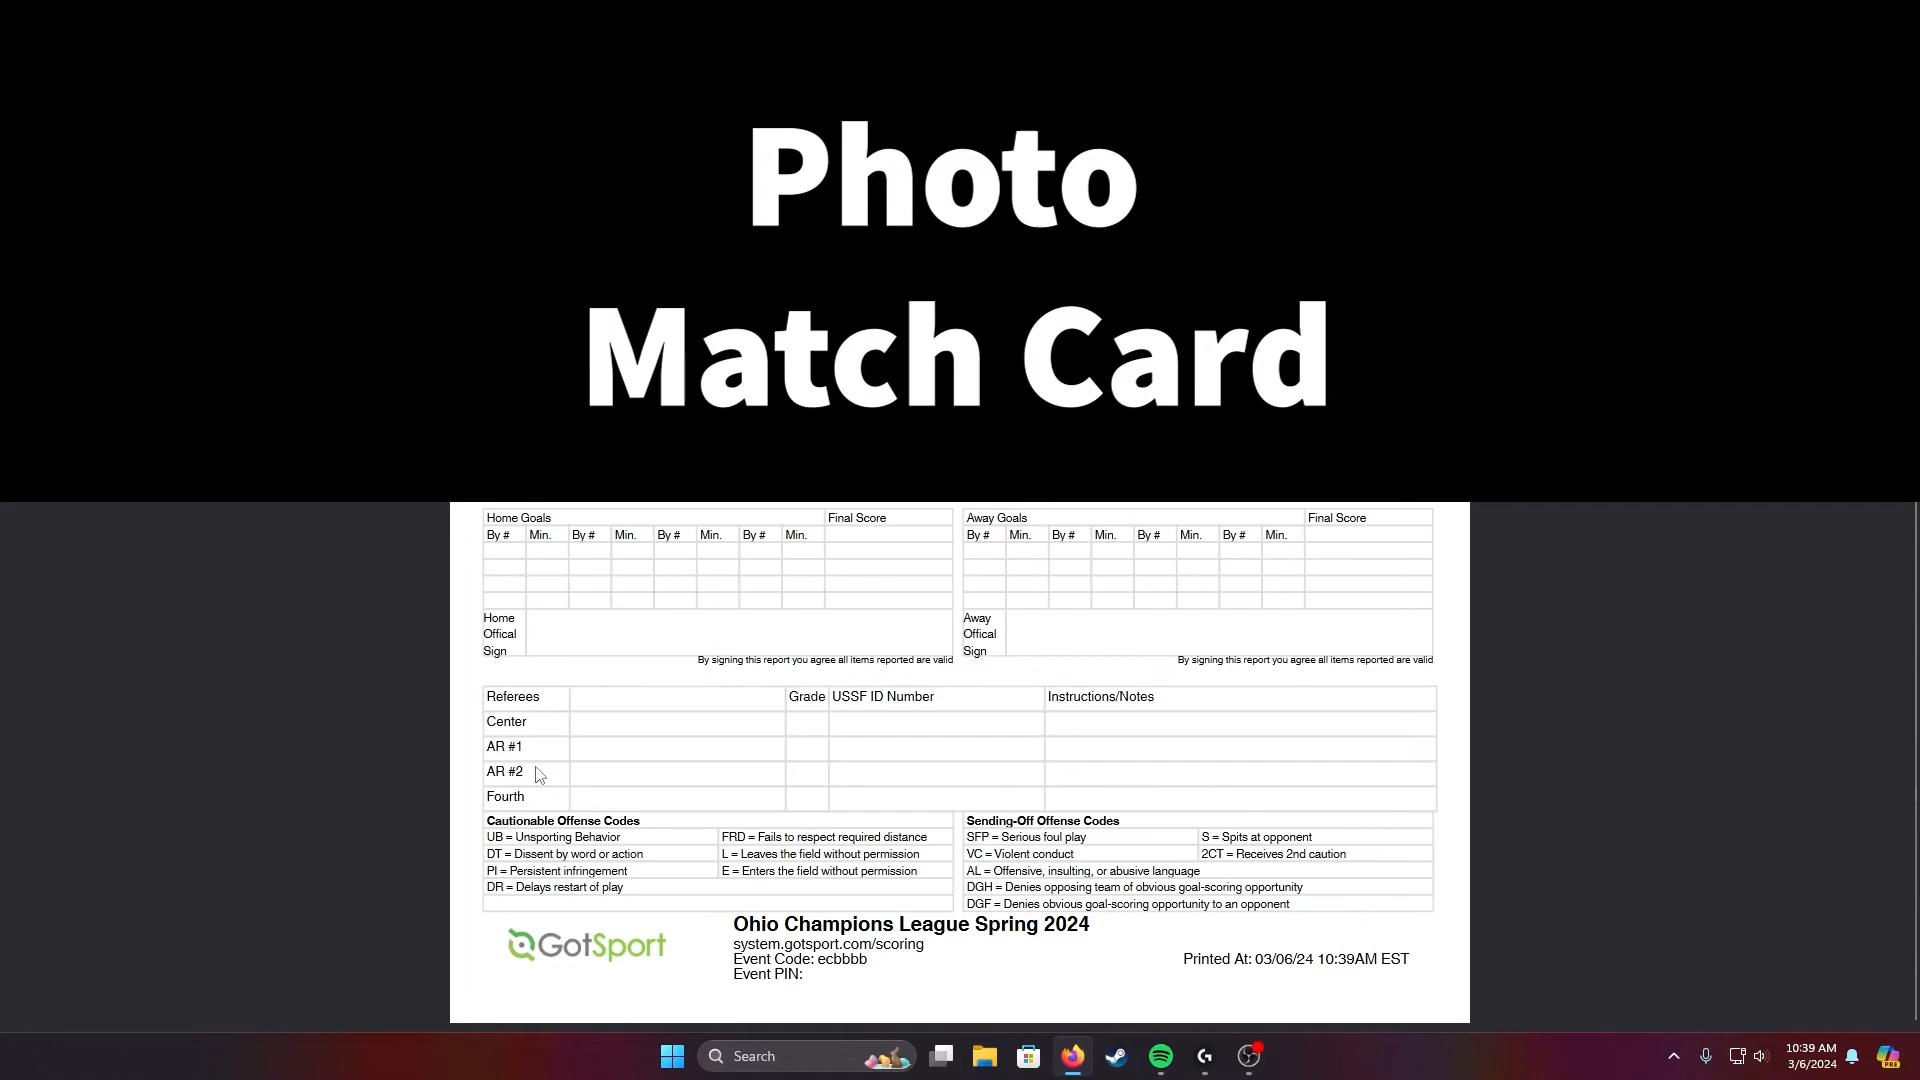 Photo
Match Card
Home Goals Final Score Away Goals Final Score
By # Min. By # Min. By # Min. By # Min. By # Min. By # Min. By # Min. By # Min.
Home
Offical
Sign
By signing this report you agree all items reported are valid
Away
Offical
Sign
By signing this report you agree all items reported are valid
Referees Grade USSF ID Number Instructions/Notes
Center
AR #1
AR #2
Fourth
Cautionable Offense Codes
UB = Unsporting Behavior FRD = Fails to respect required distance
DT = Dissent by word or action L = Leaves the field without permission
PI = Persistent infringement E = Enters the field without permission
DR = Delays restart of play
Sending-Off Offense Codes
SFP = Serious foul play S = Spits at opponent
VC = Violent conduct 2CT = Receives 2nd caution
AL = Offensive, insulting, or abusive language
DGH = Denies opposing team of obvious goal-scoring opportunity
DGF = Denies obvious goal-scoring opportunity to an opponent
GotSport
Ohio Champions League Spring 2024
system.gotsport.com/scoring
Event Code: ecbbbb
Event PIN:
Printed At: 03/06/24 10:39AM EST
Search
10:39 AM
3/6/2024
PRE